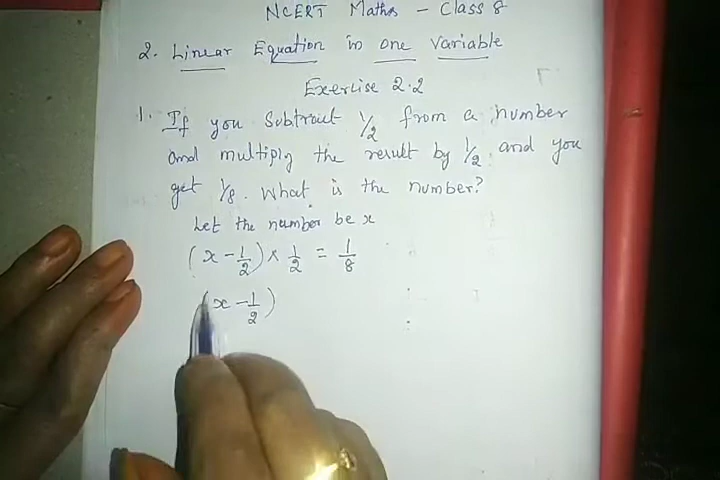 NCERT Maths - Class 8
2. Linear Equation in one Variable
Exercise 2.2
1. If you Subtract 1/2 from a number
and multiply the result by 1/2 and you
get 1/8. What is the number?
Let the number be x
(x - 1/2) × 1/2 = 1/8
(x - 1/2)